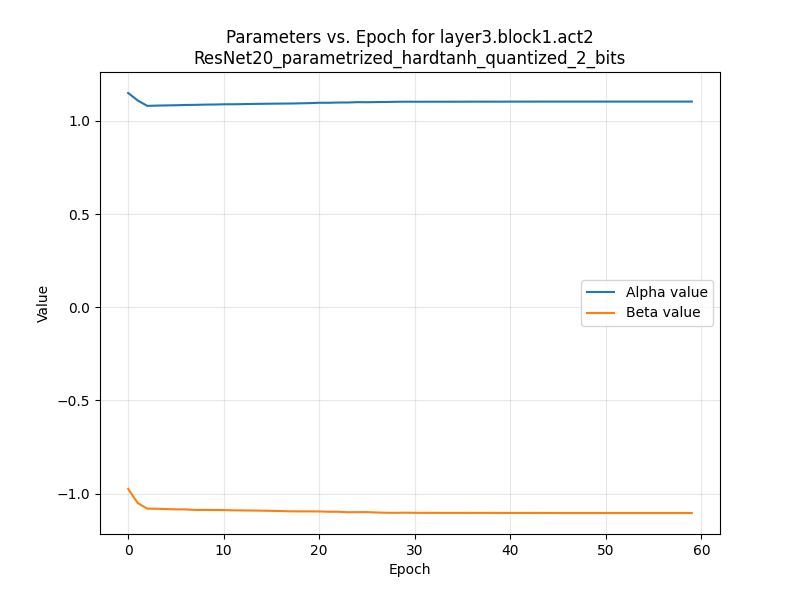 Parameters vs. Epoch for layer3.block1.act2
ResNet20_parametrized_hardtanh_quantized_2_bits
Value
1.0
0.5
0.0
−0.5
−1.0
Alpha value
Beta value
0 10 20 30 40 50 60
Epoch